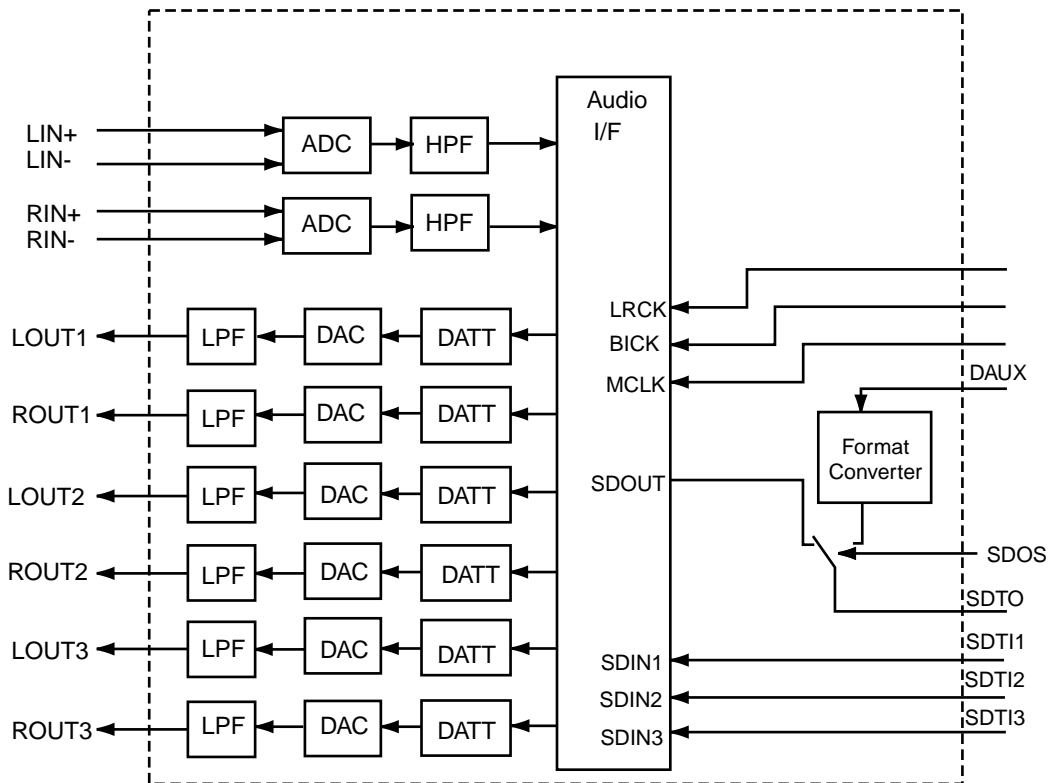 Audio
I/F
LIN+
LIN-
ADC
HPF
RIN+
RIN-
ADC
HPF
LRCK
BICK
MCLK
DAUX
Format
Converter
LOUT1
LPF
DAC
DATT
ROUT1
LPF
DAC
DATT
LOUT2
LPF
DAC
DATT
SDOUT
SDOS
ROUT2
LPF
DAC
DATT
SDTO
LOUT3
LPF
DAC
DATT
SDIN1
SDTI1
SDIN2
SDTI2
ROUT3
LPF
DAC
DATT
SDIN3
SDTI3